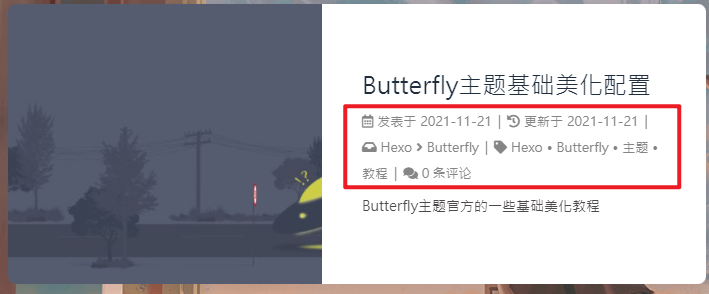 Butterfly主题基础美化配置
发表于 2021-11-21 | 更新于 2021-11-21 |
Hexo > Butterfly | Hexo • Butterfly • 主题 •
教程 | 0 条评论
Butterfly主题官方的一些基础美化教程